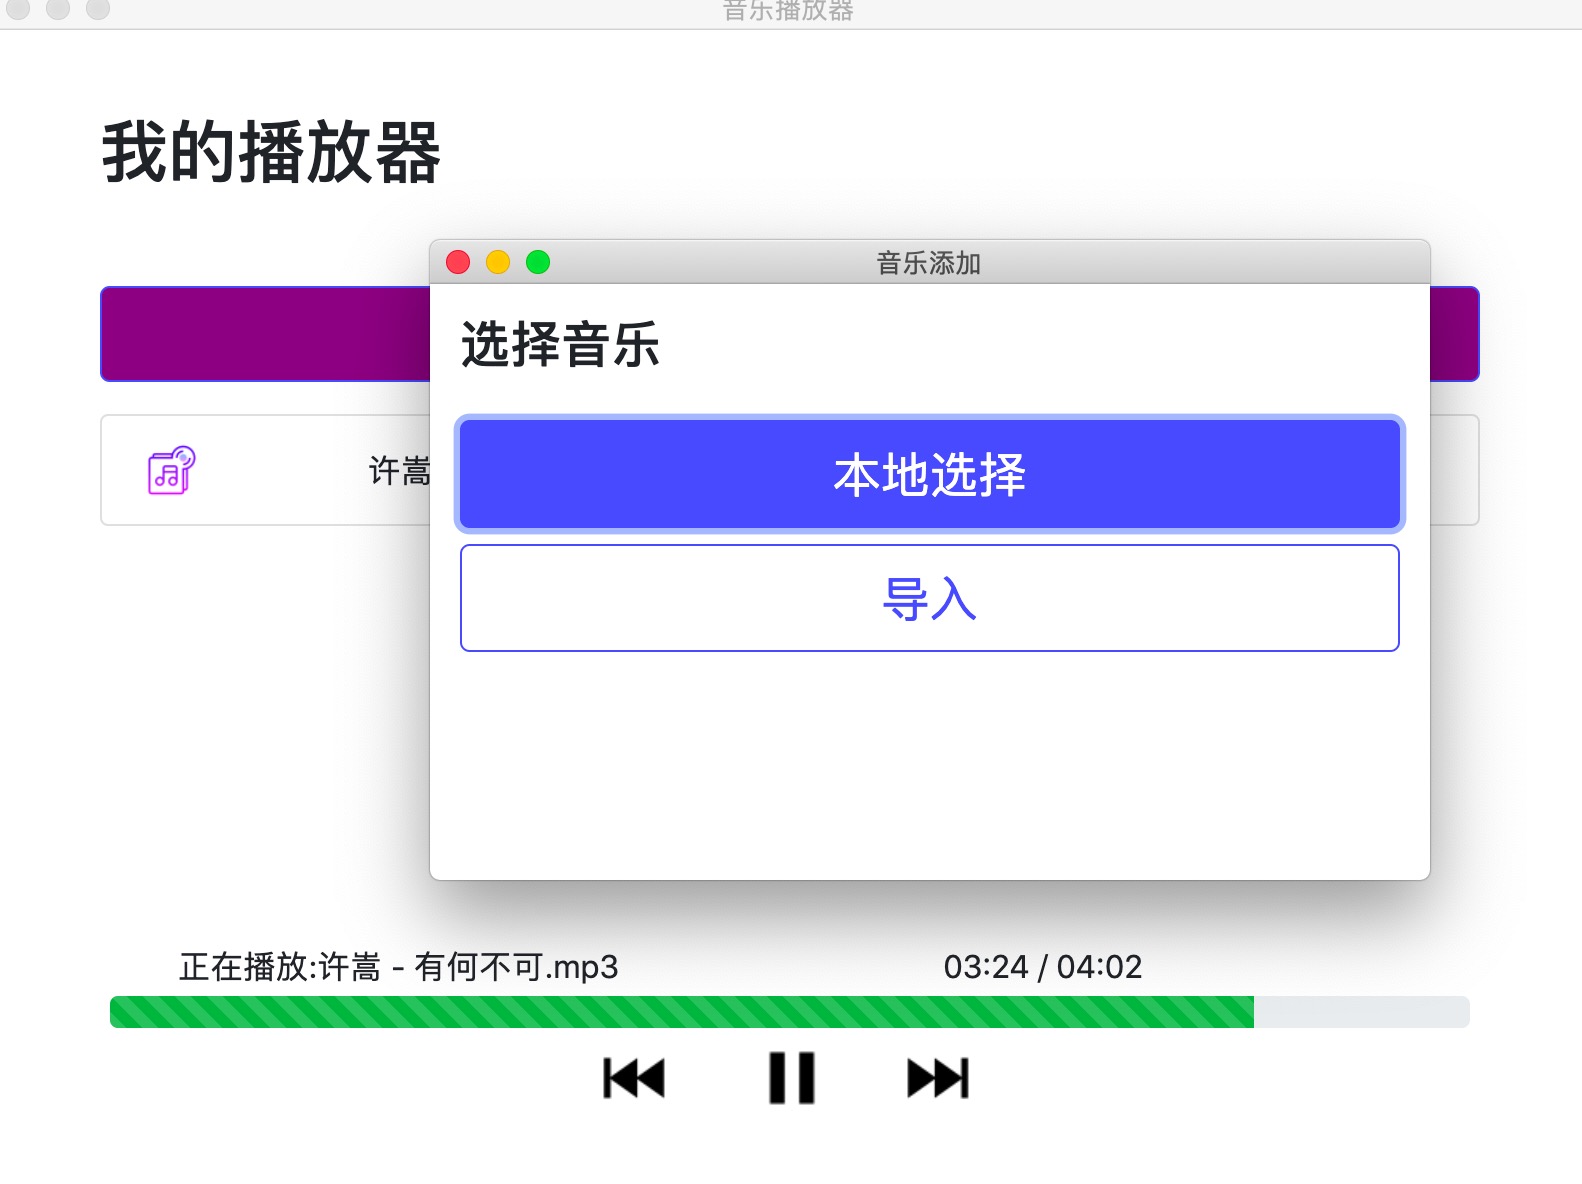 音乐播放器
我的播放器
音乐添加
选择音乐
本地选择
许嵩
导入
正在播放:许嵩 - 有何不可.mp3
03:24 / 04:02